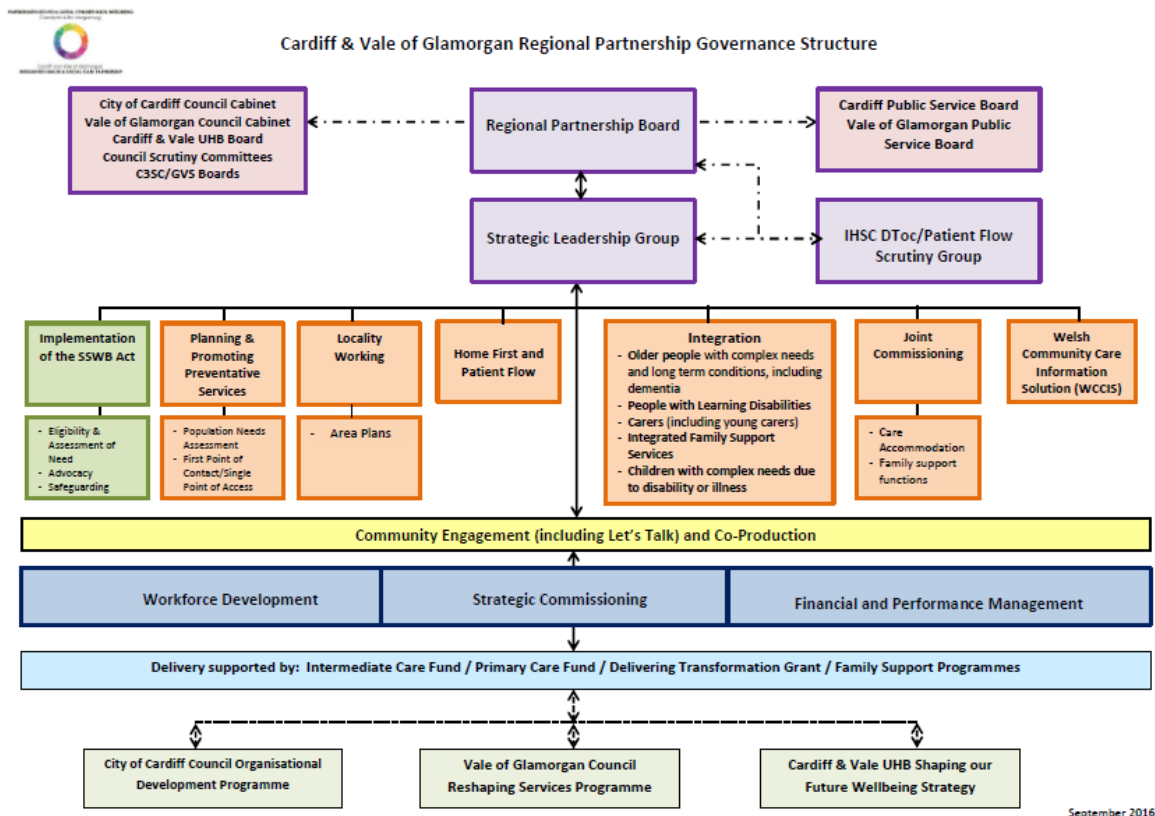 Cardiff & Vale of Glamorgan Regional Partnership Governance Structure
City of Cardiff Council Cabinet
Vale of Glamorgan Council Cabinet
Cardiff & Vale UHB Board
Council Scrutiny Committees
C3SC/GVS Boards
Regional Partnership Board
Cardiff Public Service Board
Vale of Glamorgan Public
Service Board
Strategic Leadership Group
IHSC DToc/Patient Flow
Scrutiny Group
Implementation
of the SSWB Act
Planning &
Promoting
Preventative
Services
Locality
Working
Home First and
Patient Flow
Integration
- Older people with complex needs
and long term conditions, including
dementia
- People with Learning Disabilities
- Carers (including young carers)
- Integrated Family Support
Services
- Children with complex needs due
to disability or illness
Joint
Commissioning
Welsh
Community Care
Information
Solution (WCCIS)
- Eligibility &
Assessment of
Need
- Advocacy
- Safeguarding
- Population Needs
Assessment
- First Point of
Contact/Single
Point of Access
- Area Plans
- Care
Accommodation
- Family support
functions
Community Engagement (including Let's Talk) and Co-Production
Workforce Development
Strategic Commissioning
Financial and Performance Management
Delivery supported by: Intermediate Care Fund / Primary Care Fund / Delivering Transformation Grant / Family Support Programmes
City of Cardiff Council Organisational
Development Programme
Vale of Glamorgan Council
Reshaping Services Programme
Cardiff & Vale UHB Shaping our
Future Wellbeing Strategy
September 2016